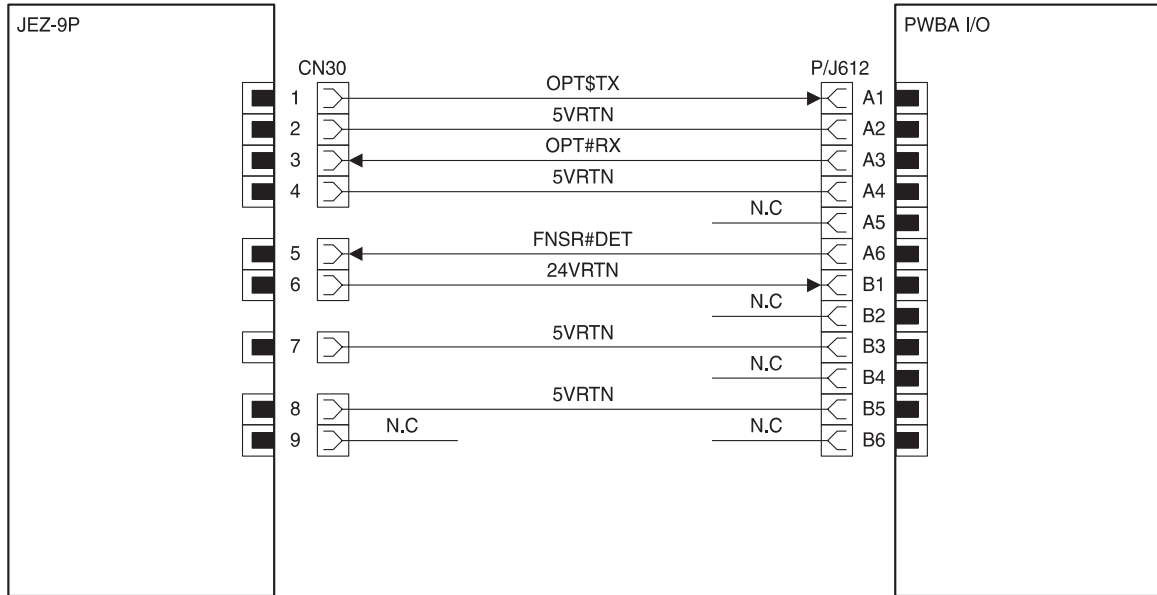 JEZ-9P PWBA I/O
CN30 P/J612
1 OPT$TX A1
2 5VRTN A2
3 OPT#RX A3
4 5VRTN A4
N.C A5
5 FNSR#DET A6
6 24VRTN B1
N.C B2
7 5VRTN B3
N.C B4
8 5VRTN B5
9 N.C N.C B6